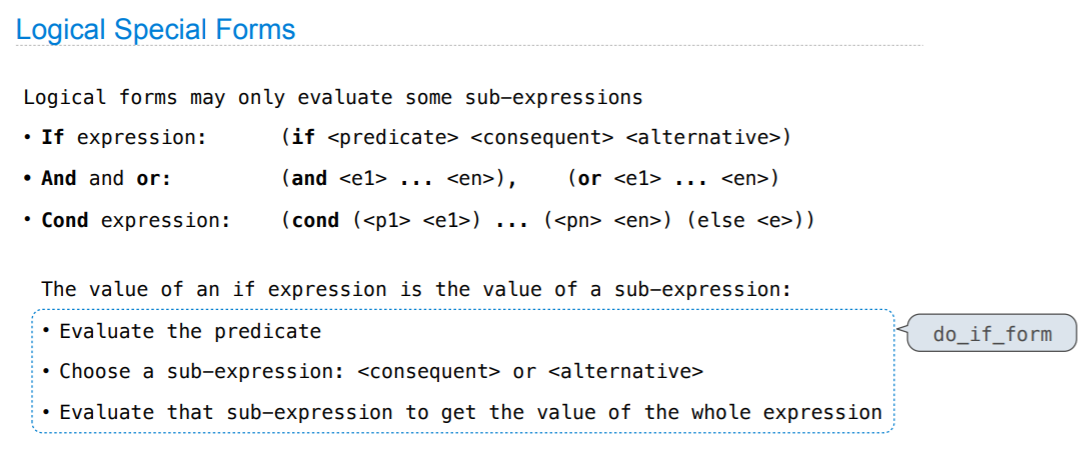 Logical Special Forms
Logical forms may only evaluate some sub-expressions
• If expression: (if <predicate> <consequent> <alternative>)
• And and or: (and <e1> ... <en>), (or <e1> ... <en>)
• Cond expression: (cond (<p1> <e1>) ... (<pn> <en>) (else <e>))
The value of an if expression is the value of a sub-expression:
• Evaluate the predicate
do_if_form
• Choose a sub-expression: <consequent> or <alternative>
• Evaluate that sub-expression to get the value of the whole expression